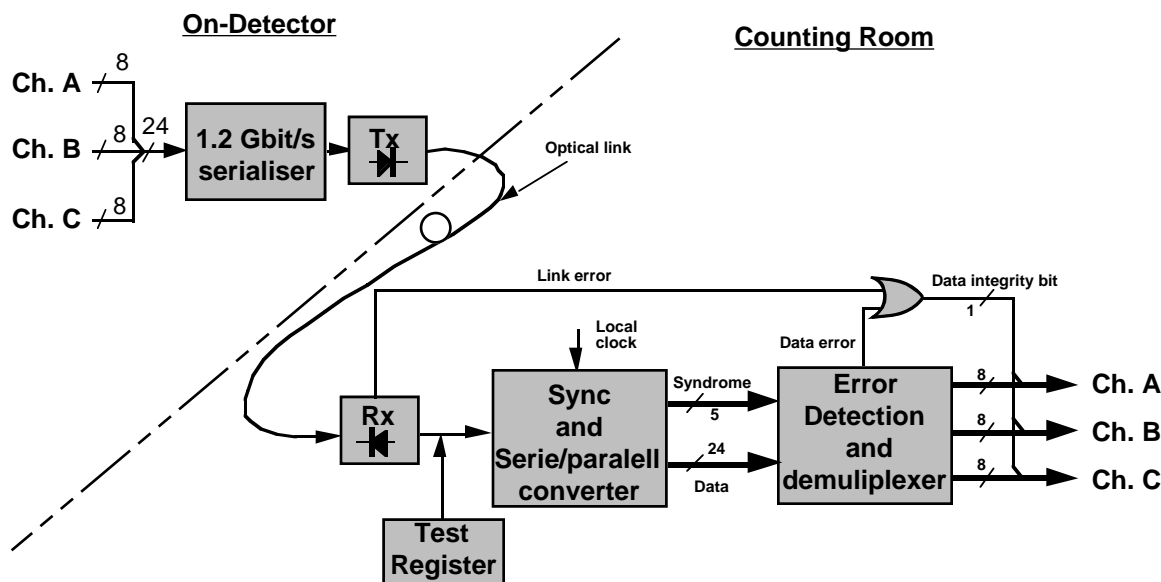 On-Detector
Counting Room
8
Ch. A
8
24
Ch. B
8
Ch. C
1.2 Gbit/s
serialiser
Tx
Optical link
Link error
Data integrity bit
1
Local
clock
Data error
Rx
Sync
and
Serie/paralell
converter
Syndrome
5
24
Data
Error
Detection
and
demuliplexer
8
Ch. A
8
Ch. B
8
Ch. C
Test
Register